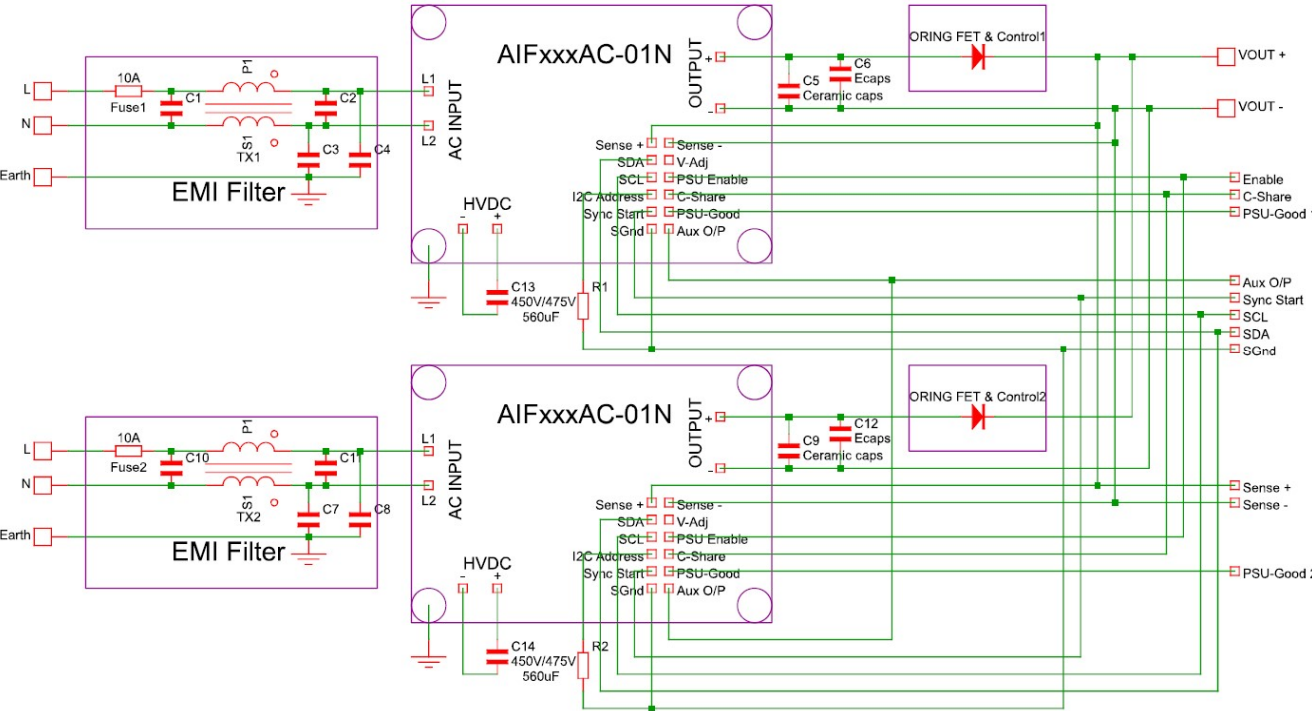 AIFxxxAC-01N
OUTPUT
+
-
ORING FET & Control1
VOUT +
VOUT -
C6
Ecaps
C5
Ceramic caps
L
10A
Fuse1
C1
P1
C2
L1
N
S1
TX1
L2
AC INPUT
C3
C4
Earth
EMI Filter
HVDC
-
+
Sense +
Sense -
SDA
V-Adj
SCL
PSU Enable
I2C Address
C-Share
Sync Start
PSU-Good
SGnd
Aux O/P
Enable
C-Share
PSU-Good
C13
450V/475V
560uF
R1
Aux O/P
Sync Start
SCL
SDA
SGnd
AIFxxxAC-01N
OUTPUT
+
-
ORING FET & Control2
C12
Ecaps
C9
Ceramic caps
L
10A
Fuse2
C10
P1
L1
N
S1
TX2
L2
AC INPUT
C7
C8
Earth
EMI Filter
HVDC
-
+
Sense +
Sense -
SDA
V-Adj
SCL
PSU Enable
I2C Address
C-Share
Sync Start
PSU-Good
SGnd
Aux O/P
Sense +
Sense -
PSU-Good 2
C14
450V/475V
560uF
R2